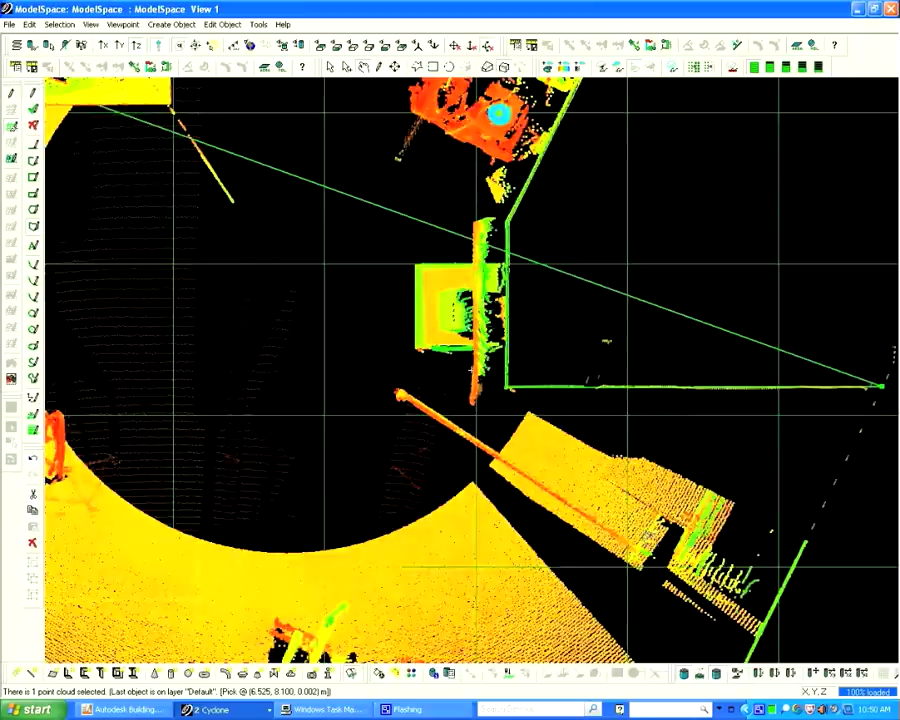 ModelSpace: ModelSpace : ModelSpace View 1
File Edit Selection View Viewpoint Create Object Edit Object Tools Help
There is 1 point cloud selected. [Last object is on layer "Default". [Pick @ (6.525, 8.100, 0.002) m]]
X,Y,Z
100% loaded
start
Autodesk Building...
2 Cyclone
Windows Task Ma...
Flashing
10:50 AM